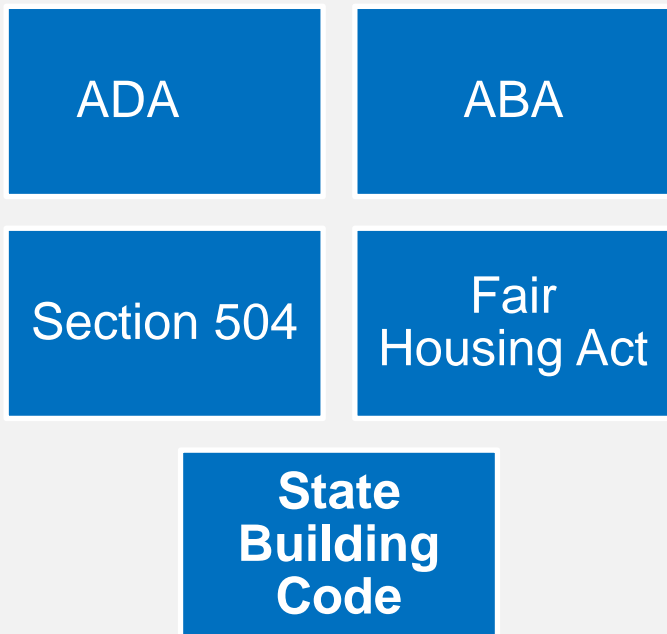 ADA
ABA
Section 504
Fair
Housing Act
State
Building
Code